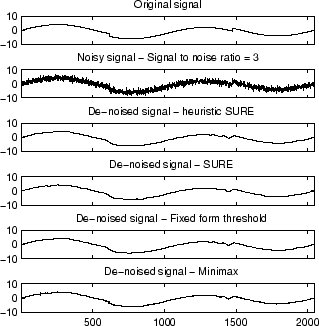 Original signal
10
0
−10
Noisy signal − Signal to noise ratio = 3
10
0
−10
De−noised signal − heuristic SURE
10
0
−10
De−noised signal − SURE
10
0
−10
De−noised signal − Fixed form threshold
10
0
−10
De−noised signal − Minimax
10
0
−10
500 1000 1500 2000